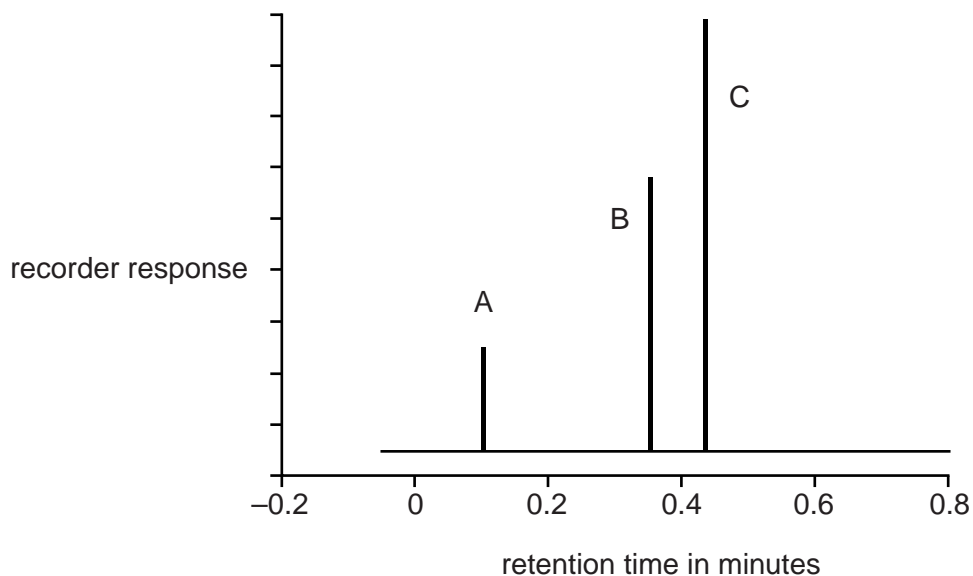 C
B
recorder response
A
–0.2
0
0.2
0.4
0.6
0.8
retention time in minutes